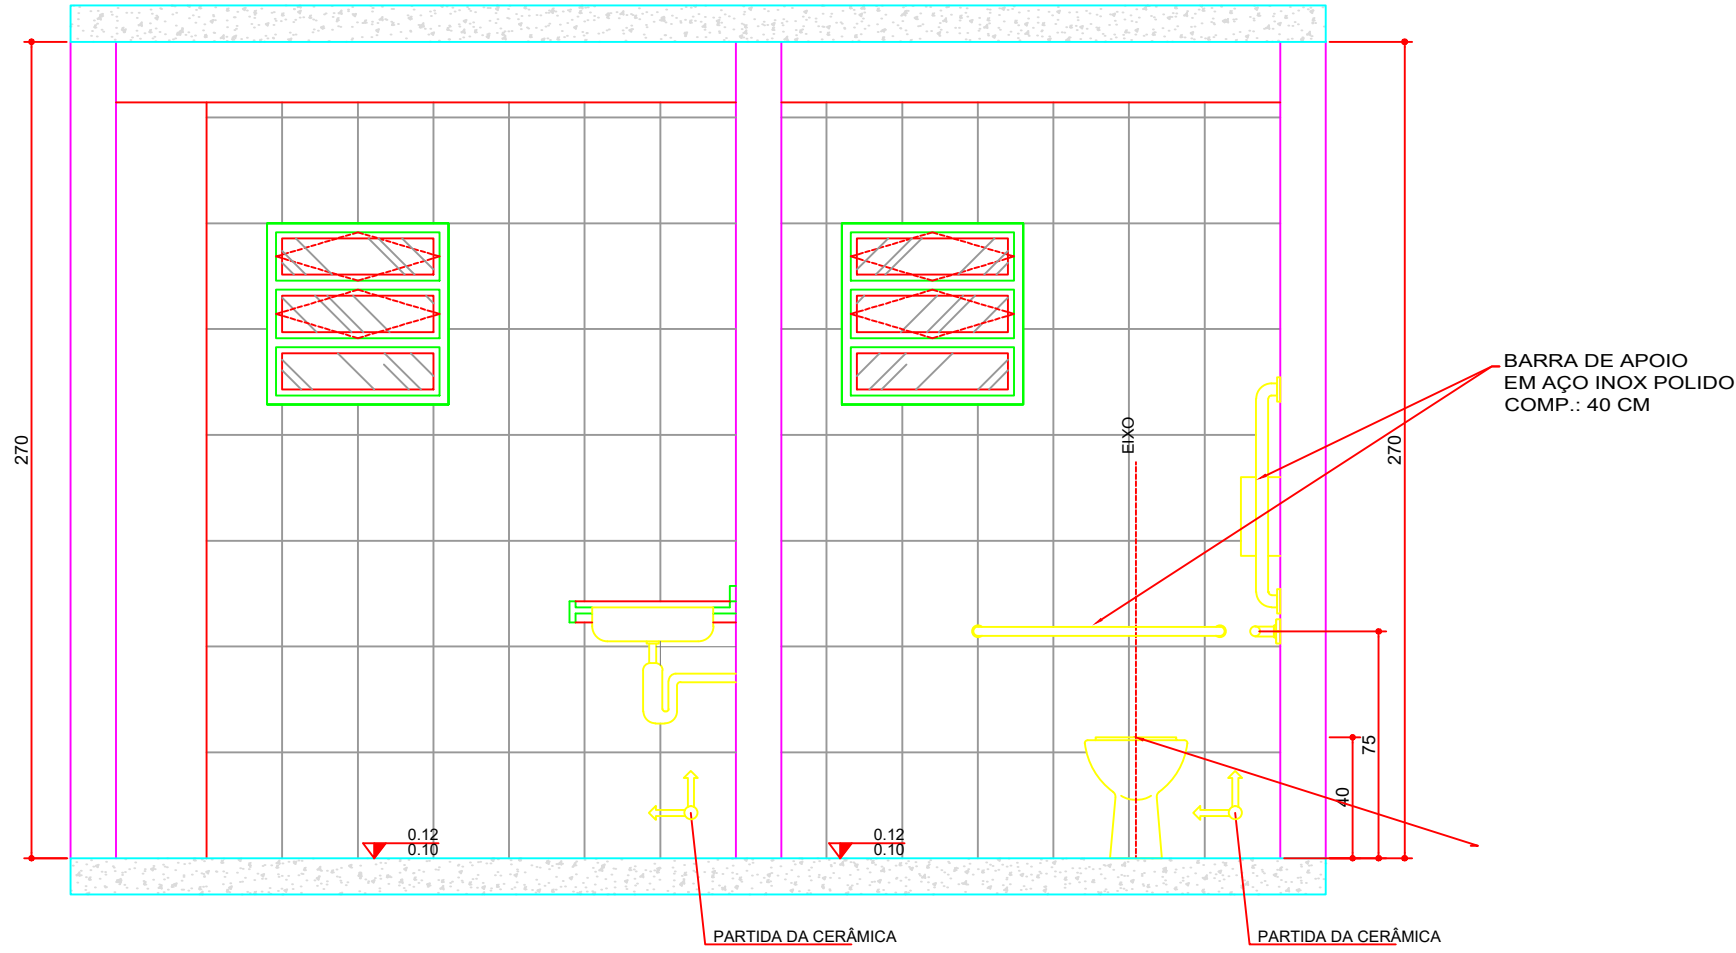 BARRA DE APOIO
EM AÇO INOX POLIDO
COMP.: 40 CM
EIXO
270
270
75
40
0.12
0.10
0.12
0.10
PARTIDA DA CERÂMICA
PARTIDA DA CERÂMICA